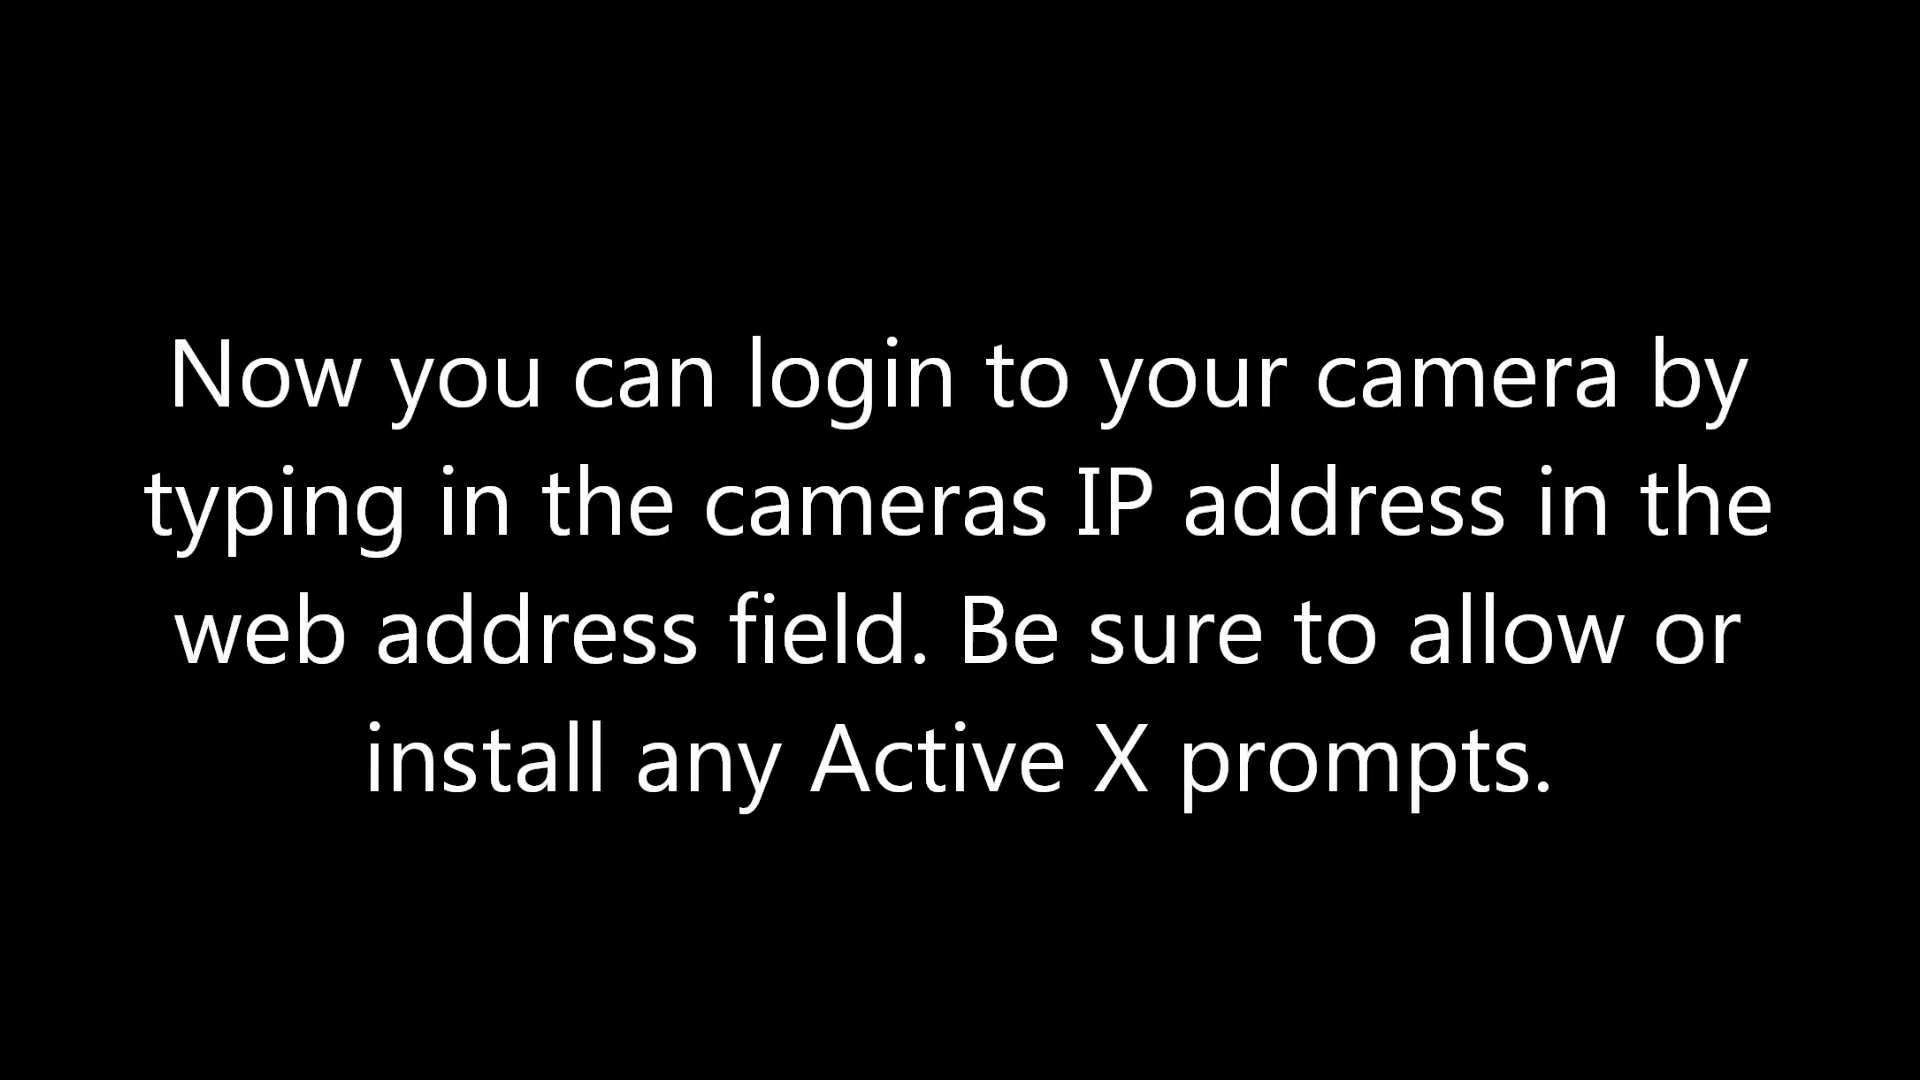 Now you can login to your camera by
typing in the cameras IP address in the
web address field. Be sure to allow or
install any Active X prompts.